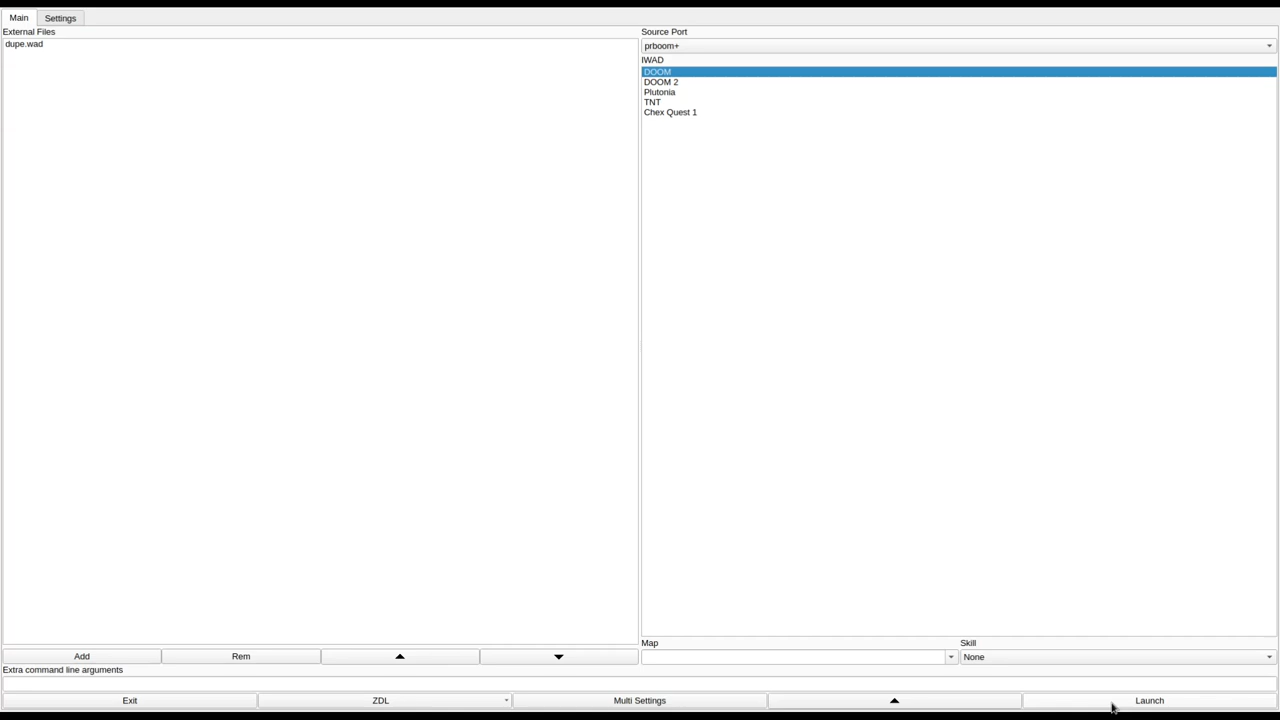 Main
Settings
External Files
dupe.wad
Source Port
prboom+
IWAD
DOOM
DOOM 2
Plutonia
TNT
Chex Quest 1
Map
Skill
None
Add
Rem
Extra command line arguments
Exit
ZDL
Multi Settings
Launch